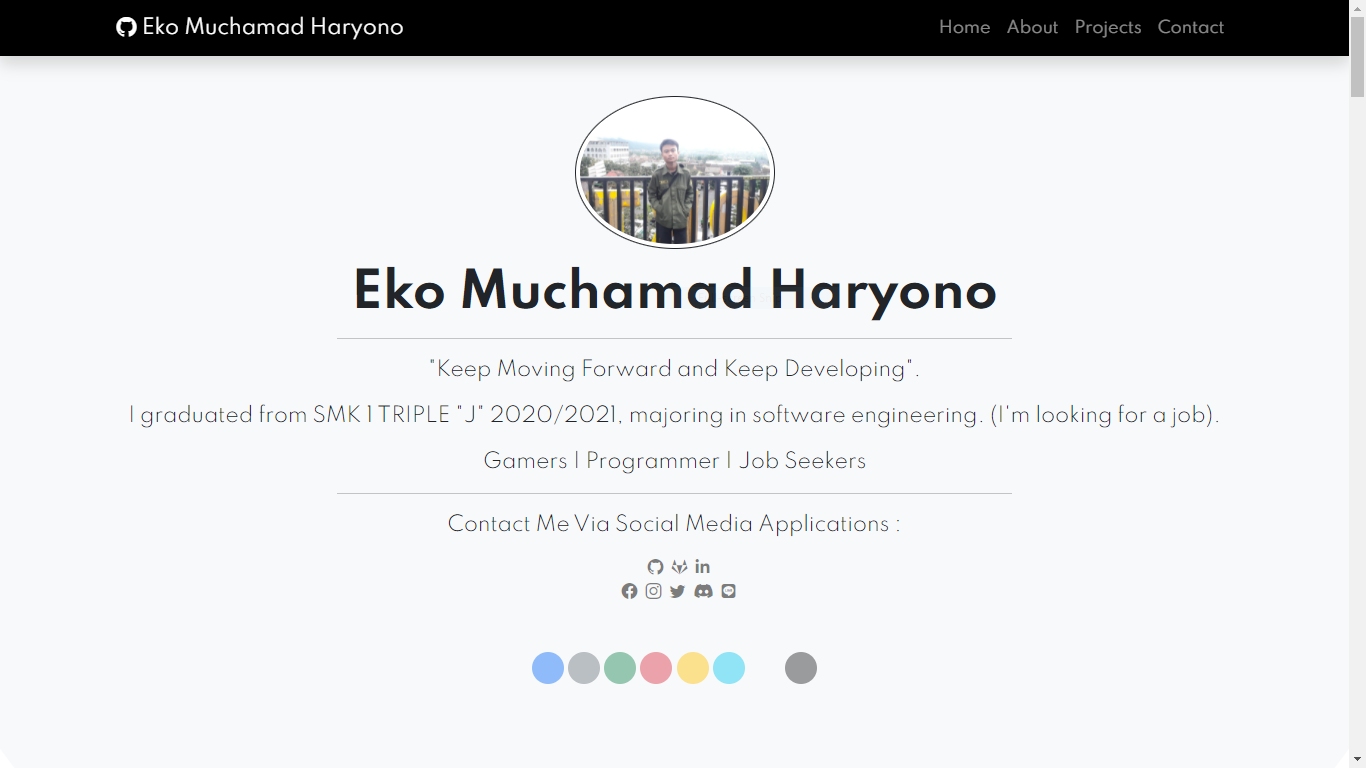 Eko Muchamad Haryono
Home About Projects Contact
Eko Muchamad Haryono
"Keep Moving Forward and Keep Developing".
I graduated from SMK 1 TRIPLE "J" 2020/2021, majoring in software engineering. (I'm looking for a job).
Gamers | Programmer | Job Seekers
Contact Me Via Social Media Applications :